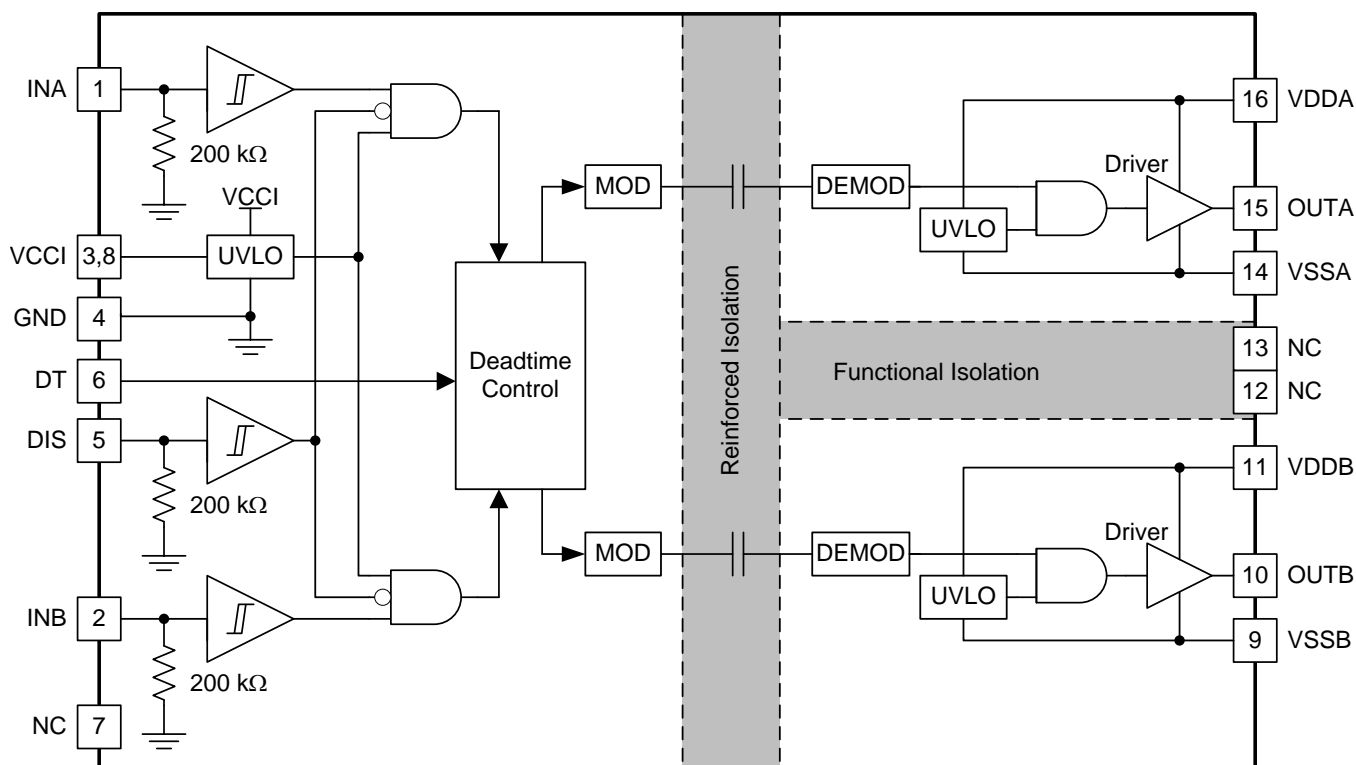 INA 1
200 kΩ
VCCI
VCCI 3,8
UVLO
GND 4
DT 6
DIS 5
200 kΩ
INB 2
200 kΩ
NC 7
Deadtime
Control
MOD
MOD
Reinforced Isolation
Functional Isolation
DEMOD
UVLO
Driver
16 VDDA
15 OUTA
14 VSSA
13 NC
12 NC
11 VDDB
DEMOD
UVLO
Driver
10 OUTB
9 VSSB